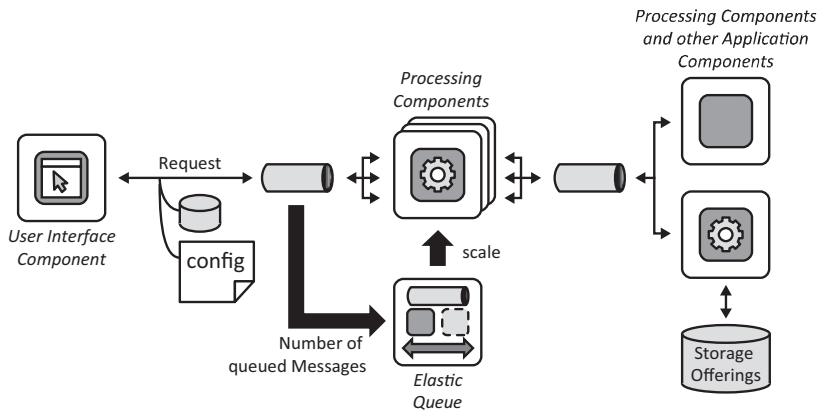 Processing Components
and other Application
Components
Processing
Components
Request
User Interface
Component
config
scale
Number of
queued Messages
Elastic
Queue
Storage
Offerings